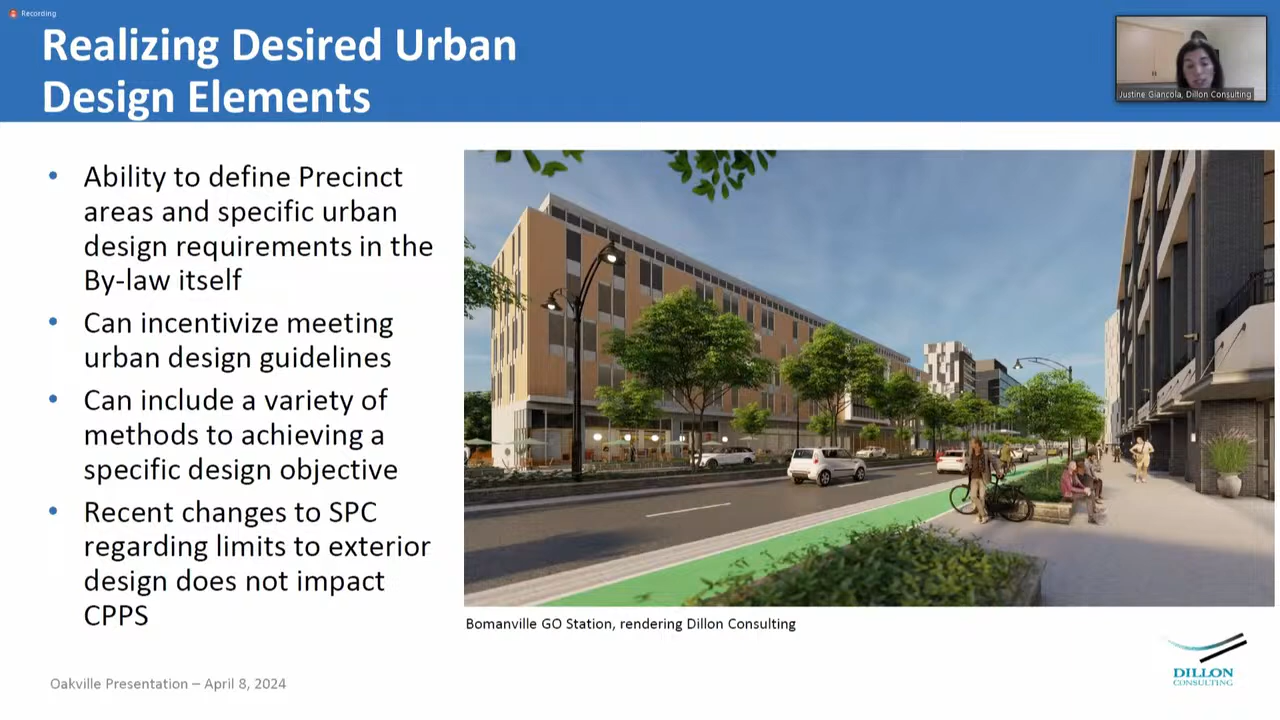 Recording
Realizing Desired Urban
Design Elements
Justine Giancola, Dillon Consulting
• Ability to define Precinct
areas and specific urban
design requirements in the
By-law itself
• Can incentivize meeting
urban design guidelines
• Can include a variety of
methods to achieving a
specific design objective
• Recent changes to SPC
regarding limits to exterior
design does not impact
CPPS
Bomanville GO Station, rendering Dillon Consulting
Oakville Presentation – April 8, 2024
DILLON
CONSULTING